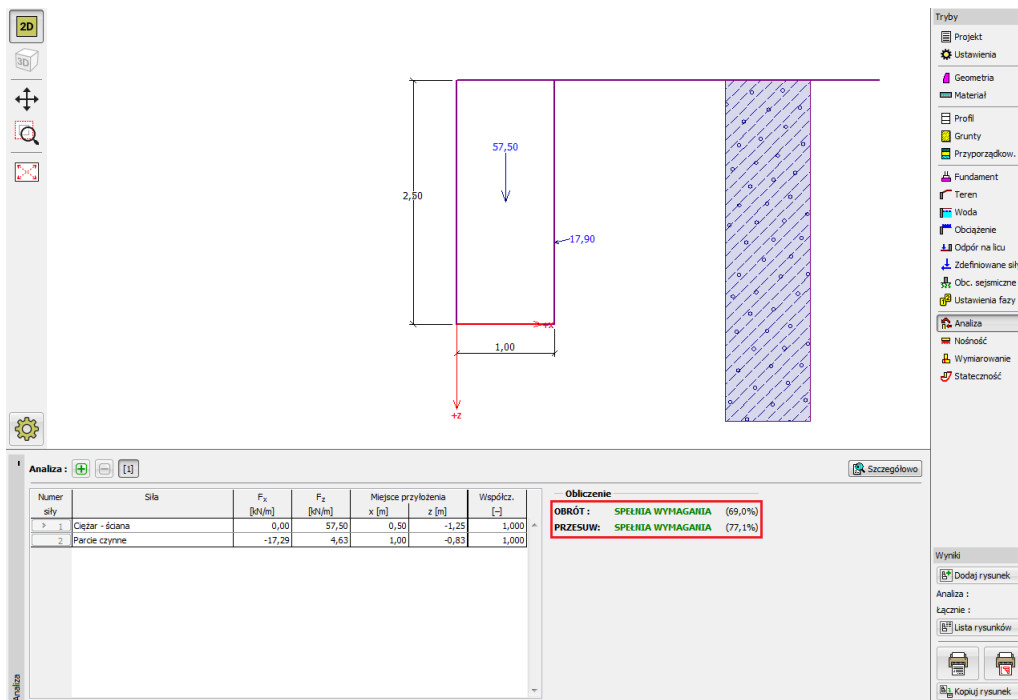 2D
3D
57,50
2,50
17,90
+x
1,00
+z
Tryby
Projekt
Ustawienia
Geometria
Materiał
Profil
Grunty
Przyporządkow.
Fundament
Teren
Woda
Obciążenie
Odpór na licu
Zdefiniowane sił
Obc. sejsmiczne
Ustawienia fazy
Analiza
Nośność
Wymiarowanie
Stateczność
Analiza : [1]
Szczegółowo
Numer Siła Fx Fz Miejsce przyłożenia Współcz.
siły [kN/m] [kN/m] x [m] z [m] [–]
1 Ciężar - ściana 0,00 57,50 0,50 -1,25 1,000
2 Parcie czynne -17,29 4,63 1,00 -0,83 1,000
Obliczenie
OBRÓT : SPEŁNIA WYMAGANIA (69,0%)
PRZESUW: SPEŁNIA WYMAGANIA (77,1%)
Analiza
Wyniki
Dodaj rysunek
Analiza :
Łącznie :
Lista rysunków
Kopiuj rysunek